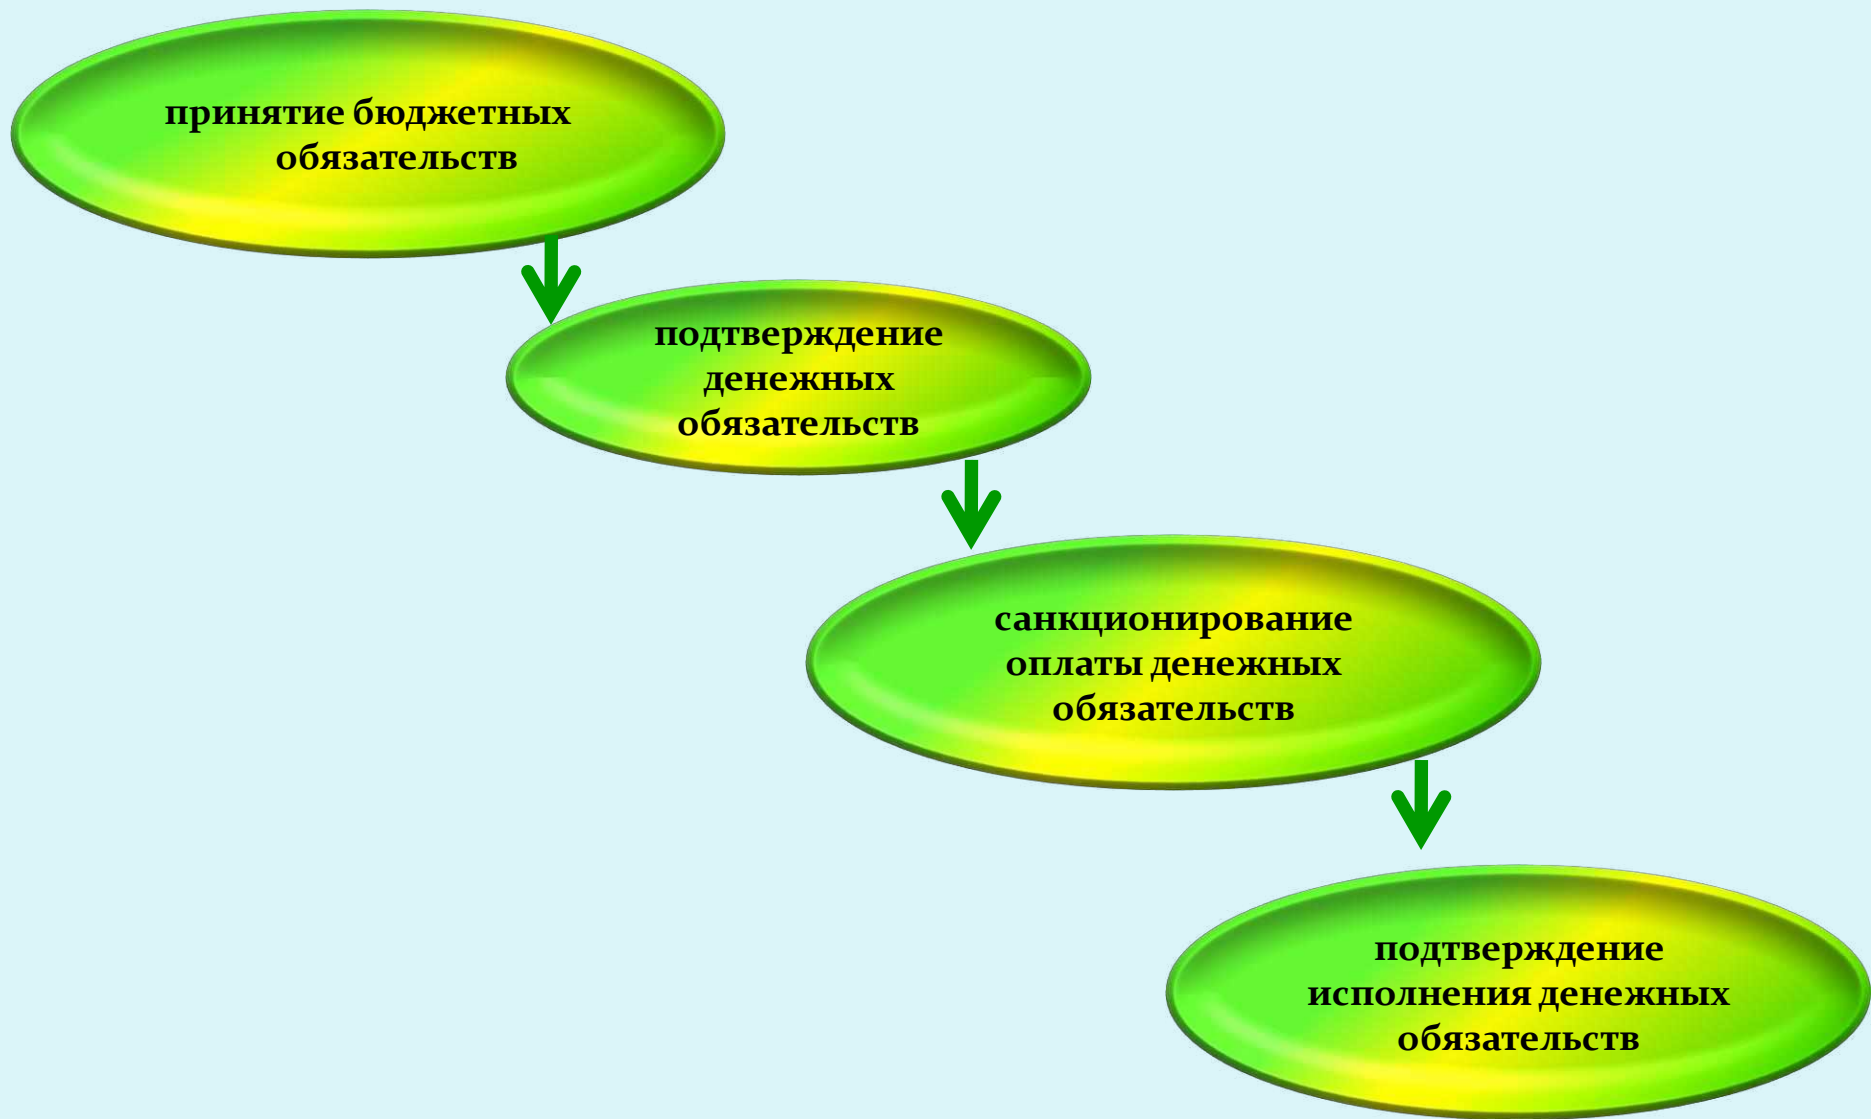 принятие бюджетных
обязательств
подтверждение
денежных
обязательств
санкционирование
оплаты денежных
обязательств
подтверждение
исполнения денежных
обязательств